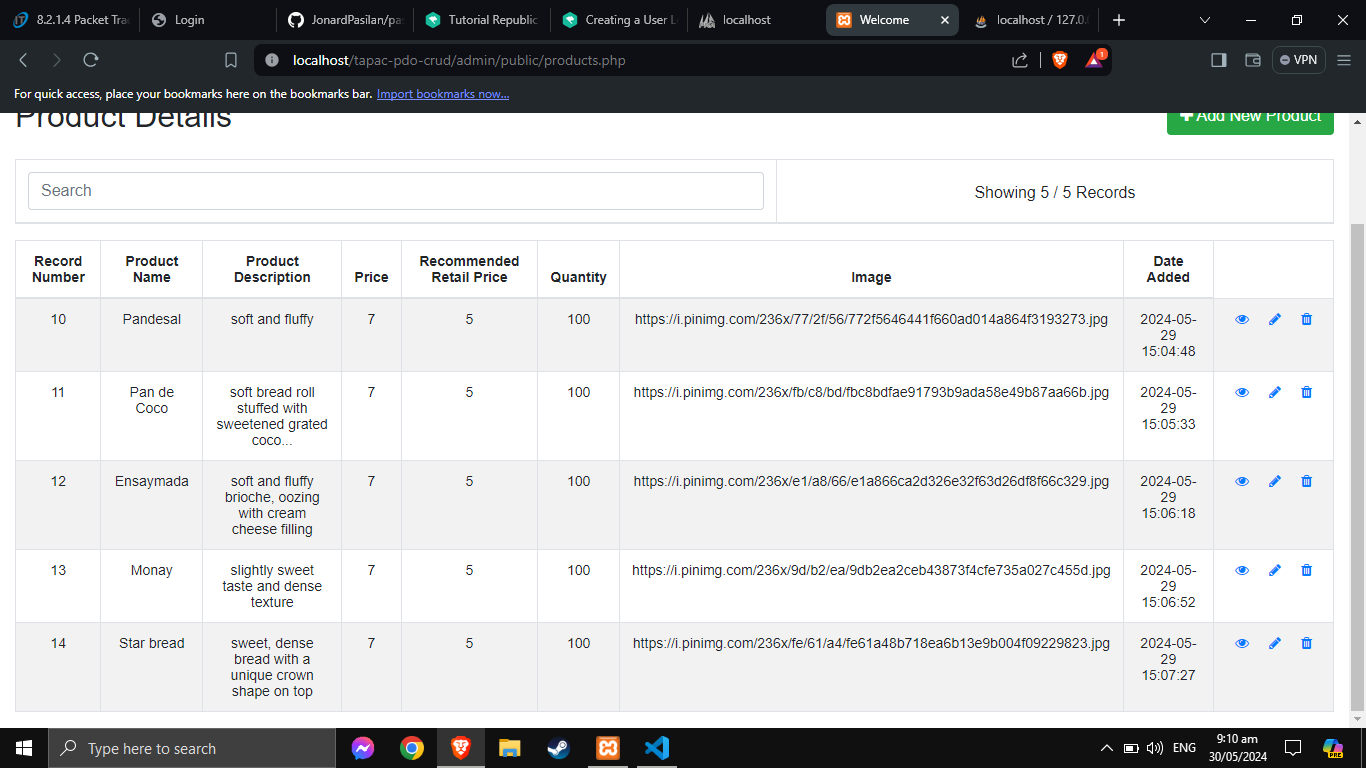 8.2.1.4 Packet Tra
Login
JonardPasilan/pa
Tutorial Republic
Creating a User L
localhost
Welcome
localhost / 127.0.
localhost/tapac-pdo-crud/admin/public/products.php
1
VPN
For quick access, place your bookmarks here on the bookmarks bar. Import bookmarks now...
Product Details
Add New Product
Search
Showing 5 / 5 Records
Record Number
Product Name
Product Description
Price
Recommended Retail Price
Quantity
Image
Date Added
10
Pandesal
soft and fluffy
7
5
100
https://i.pinimg.com/236x/77/2f/56/772f5646441f660ad014a864f3193273.jpg
2024-05-
29
15:04:48
11
Pan de
Coco
soft bread roll
stuffed with
sweetened grated
coco...
7
5
100
https://i.pinimg.com/236x/fb/c8/bd/fbc8bdfae91793b9ada58e49b87aa66b.jpg
2024-05-
29
15:05:33
12
Ensaymada
soft and fluffy
brioche, oozing
with cream
cheese filling
7
5
100
https://i.pinimg.com/236x/e1/a8/66/e1a866ca2d326e32f63d26df8f66c329.jpg
2024-05-
29
15:06:18
13
Monay
slightly sweet
taste and dense
texture
7
5
100
https://i.pinimg.com/236x/9d/b2/ea/9db2ea2ceb43873f4cfe735a027c455d.jpg
2024-05-
29
15:06:52
14
Star bread
sweet, dense
bread with a
unique crown
shape on top
7
5
100
https://i.pinimg.com/236x/fe/61/a4/fe61a48b718ea6b13e9b004f09229823.jpg
2024-05-
29
15:07:27
Type here to search
ENG
9:10 am
30/05/2024
PRE